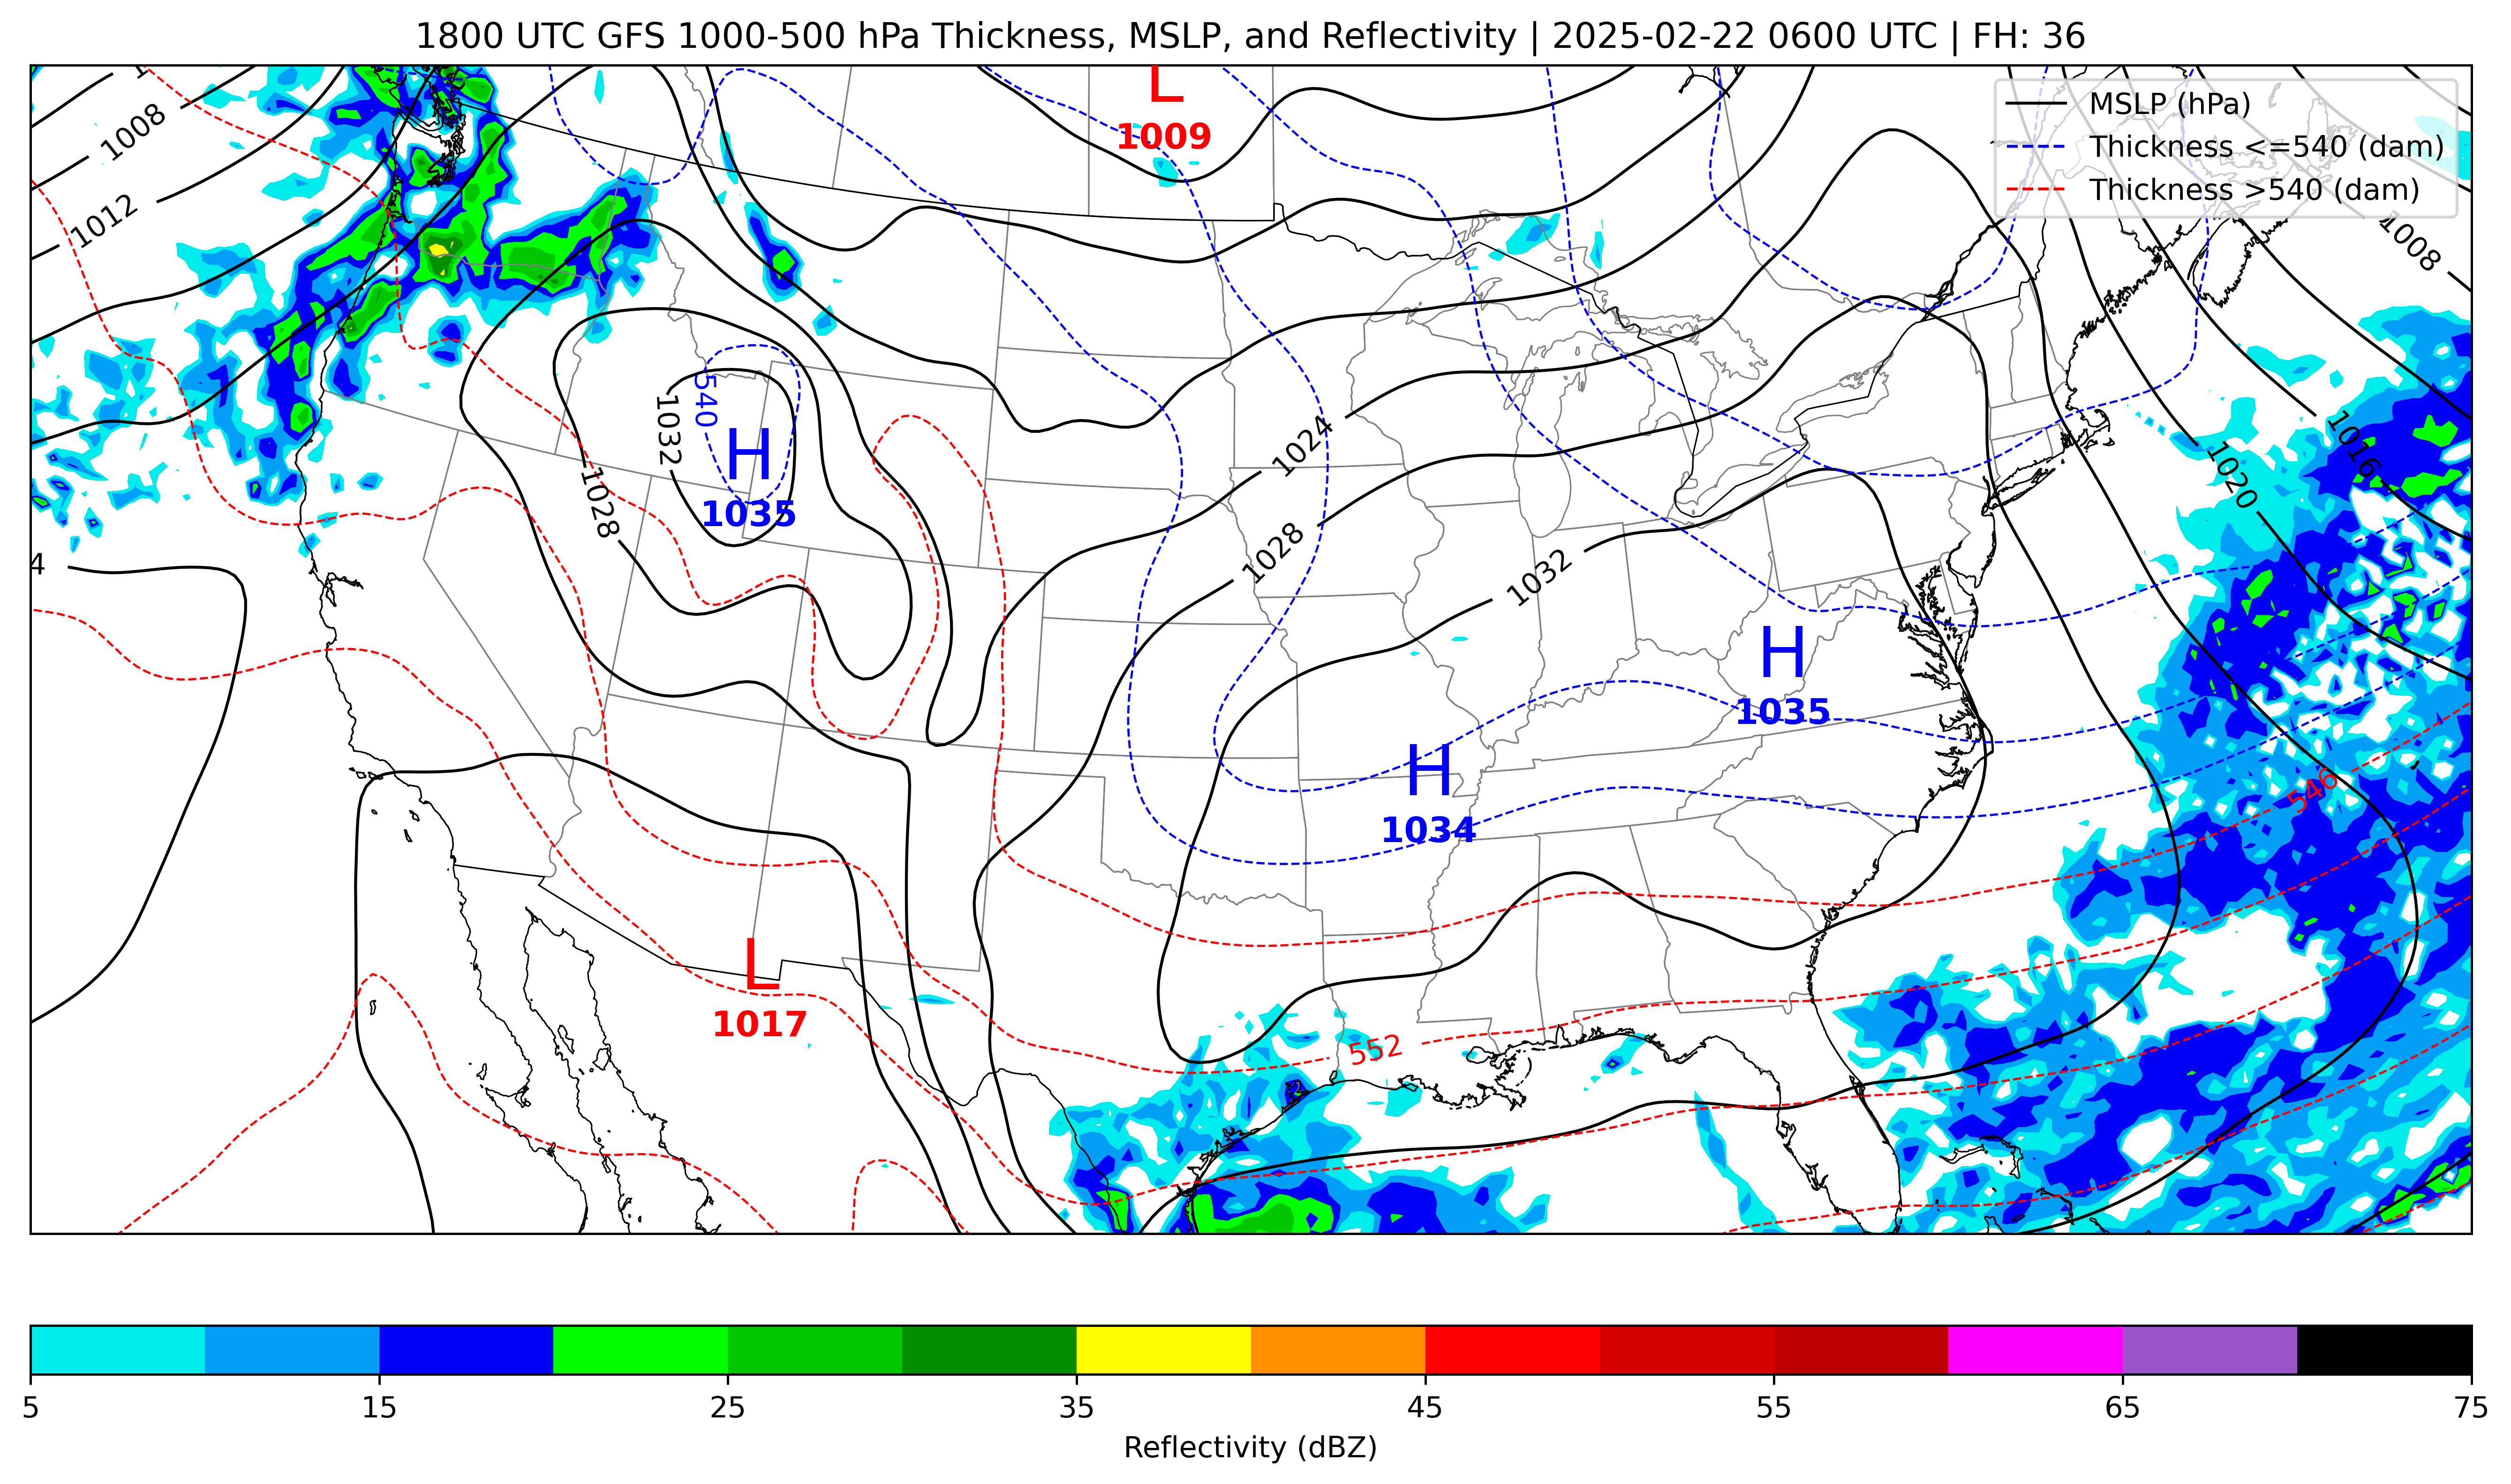 1800 UTC GFS 1000-500 hPa Thickness, MSLP, and Reflectivity | 2025-02-22 0600 UTC | FH: 36
MSLP (hPa)
Thickness <=540 (dam)
Thickness >540 (dam)
L
1009
1008
1012
1008
540
1032
H
1035
1028
1024
1016
1020
1028
1032
4
H
1035
H
1034
546
L
1017
552
5
15
25
35
45
55
65
75
Reflectivity (dBZ)